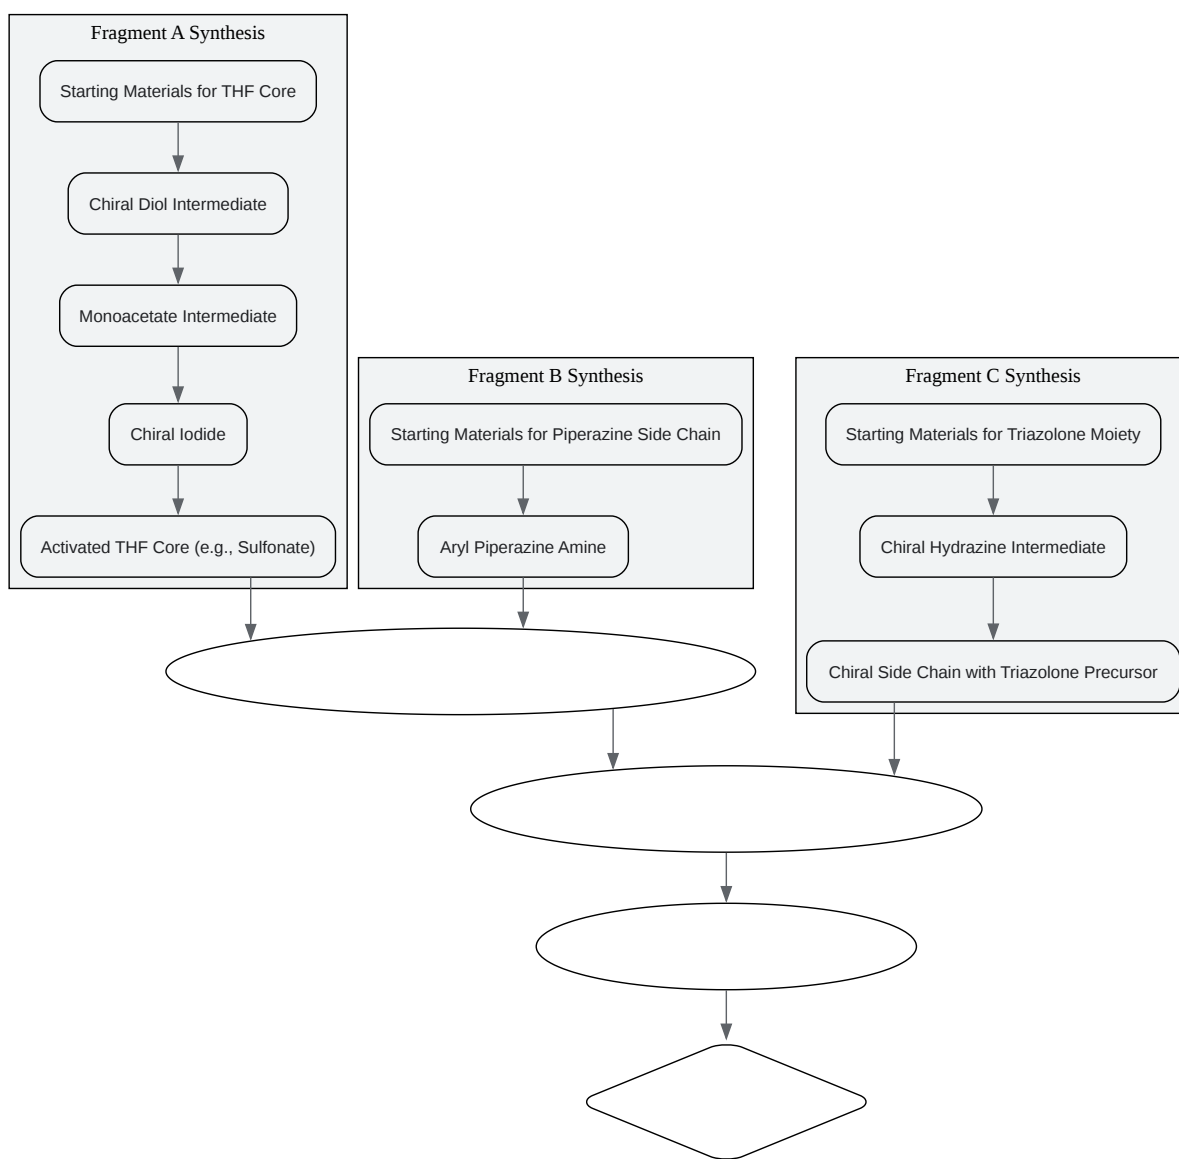 Fragment A Synthesis
Starting Materials for THF Core
Chiral Diol Intermediate
Monoacetate Intermediate
Chiral Iodide
Activated THF Core (e.g., Sulfonate)
Fragment B Synthesis
Starting Materials for Piperazine Side Chain
Aryl Piperazine Amine
Fragment C Synthesis
Starting Materials for Triazolone Moiety
Chiral Hydrazine Intermediate
Chiral Side Chain with Triazolone Precursor